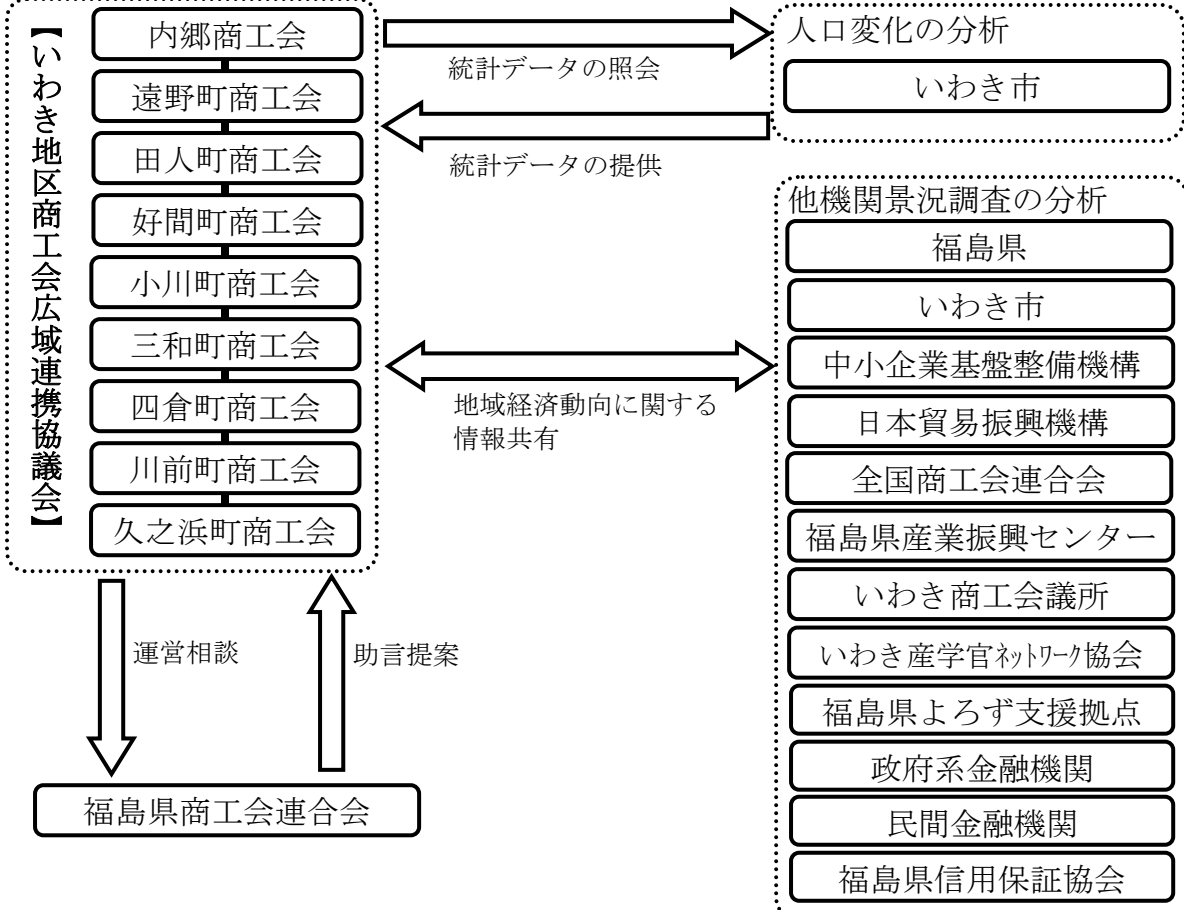 【いわき地区商工会広域連携協議会】
内郷商工会
遠野町商工会
田人町商工会
好間町商工会
小川町商工会
三和町商工会
四倉町商工会
川前町商工会
久之浜町商工会
統計データの照会
統計データの提供
人口変化の分析
いわき市
地域経済動向に関する
情報共有
他機関景況調査の分析
福島県
いわき市
中小企業基盤整備機構
日本貿易振興機構
全国商工会連合会
福島県産業振興センター
いわき商工会議所
いわき産学官ﾈｯﾄﾜｰｸ協会
福島県よろず支援拠点
政府系金融機関
民間金融機関
福島県信用保証協会
運営相談
助言提案
福島県商工会連合会